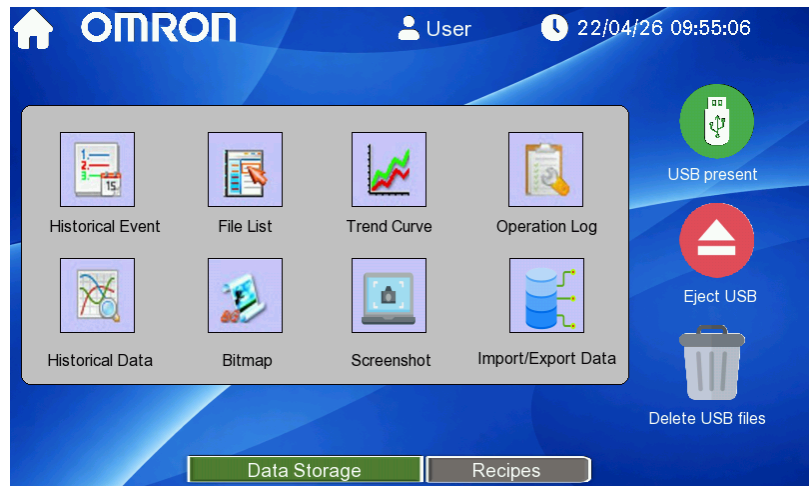 OMRON
User
22/04/26 09:55:06
USB present
Historical Event
File List
Trend Curve
Operation Log
15
Eject USB
Historical Data
Bitmap
Screenshot
Import/Export Data
Delete USB files
Data Storage
Recipes